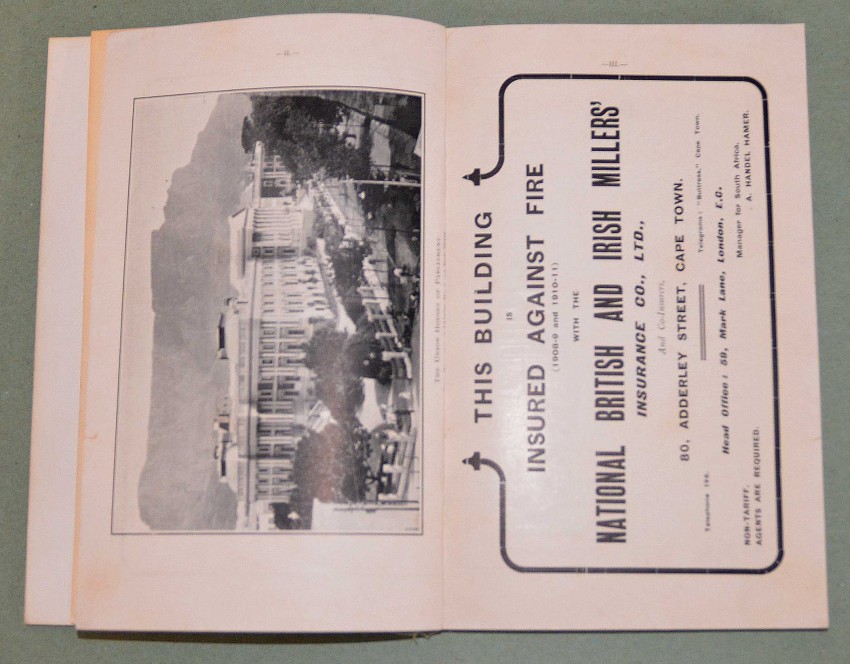 —ii.—
THE UNION HOUSES OF PARLIAMENT
—iii.—
THIS BUILDING
IS
INSURED AGAINST FIRE
(1908-9 and 1910-11)
WITH THE
NATIONAL BRITISH AND IRISH MILLERS'
INSURANCE CO., LTD.,
And Co-Insurers,
80, ADDERLEY STREET, CAPE TOWN.
Telephone 196. Telegrams: "Buttress," Cape Town.
Head Office: 59, Mark Lane, London, E.C.
NON-TARIFF. Manager for South Africa,
AGENTS ARE REQUIRED. A. HANDEL HAMER.